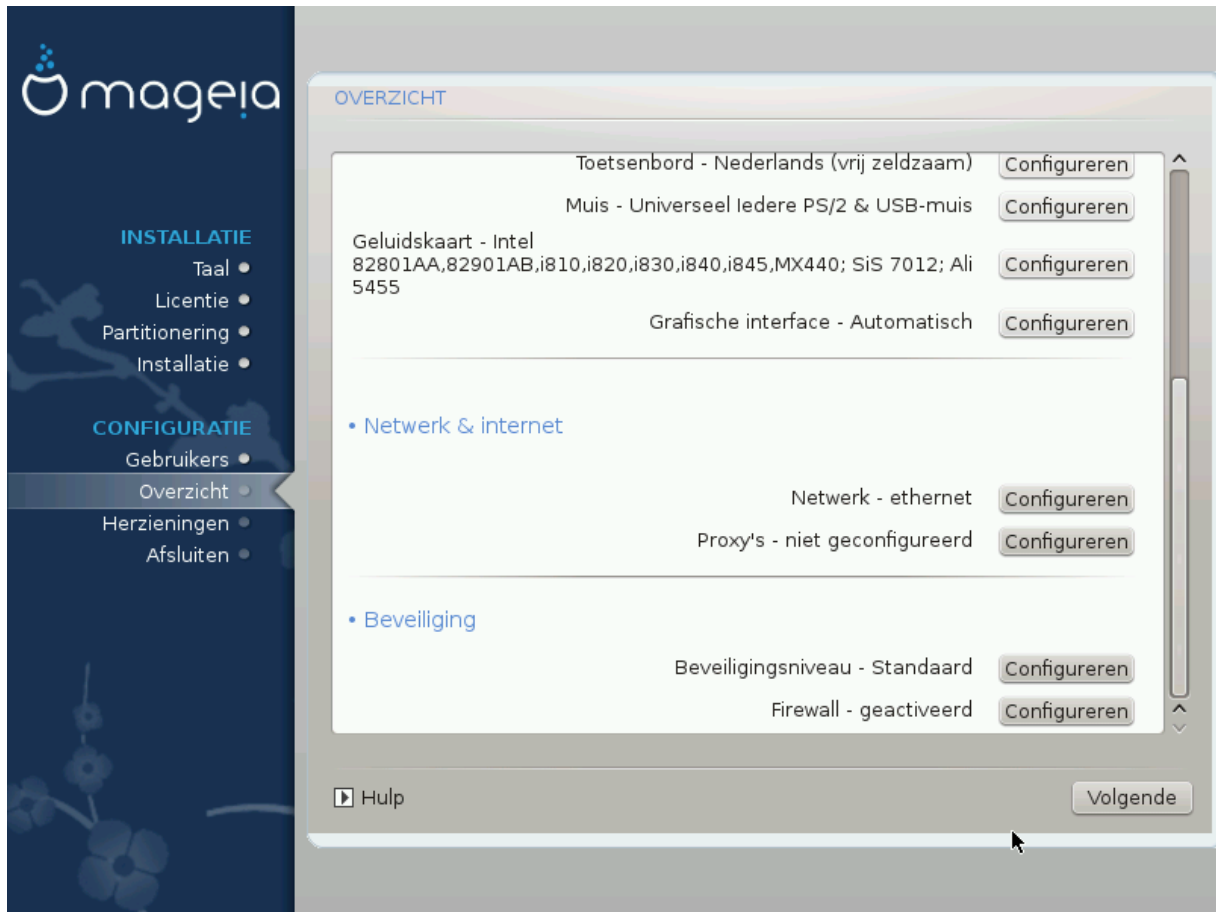 mageia
INSTALLATIE
Taal
Licentie
Partitionering
Installatie
CONFIGURATIE
Gebruikers
Overzicht
Herzieningen
Afsluiten
OVERZICHT
Toetsenbord - Nederlands (vrij zeldzaam) Configureren
Muis - Universeel Iedere PS/2 & USB-muis Configureren
Geluidskaart - Intel
82801AA,82901AB,i810,i820,i830,i840,i845,MX440; SiS 7012; Ali Configureren
5455
Grafische interface - Automatisch Configureren
• Netwerk & internet
Netwerk - ethernet Configureren
Proxy's - niet geconfigureerd Configureren
• Beveiliging
Beveiligingsniveau - Standaard Configureren
Firewall - geactiveerd Configureren
Hulp
Volgende